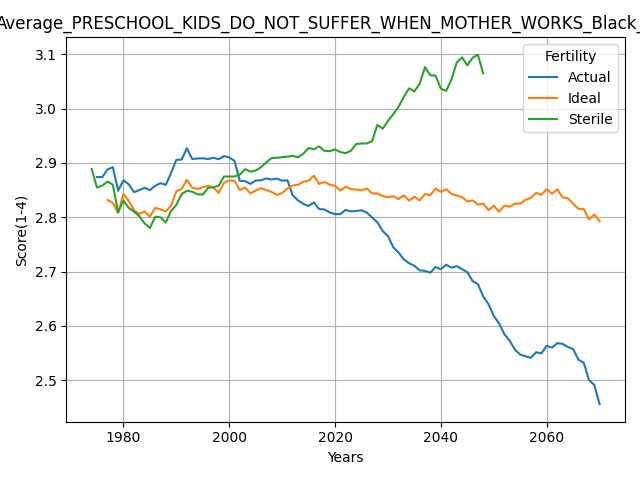 Average_PRESCHOOL_KIDS_DO_NOT_SUFFER_WHEN_MOTHER_WORKS_Black_
3.1
3.0
2.9
2.8
2.7
2.6
2.5
Score(1-4)
Fertility
Actual
Ideal
Sterile
1980 2000 2020 2040 2060
Years